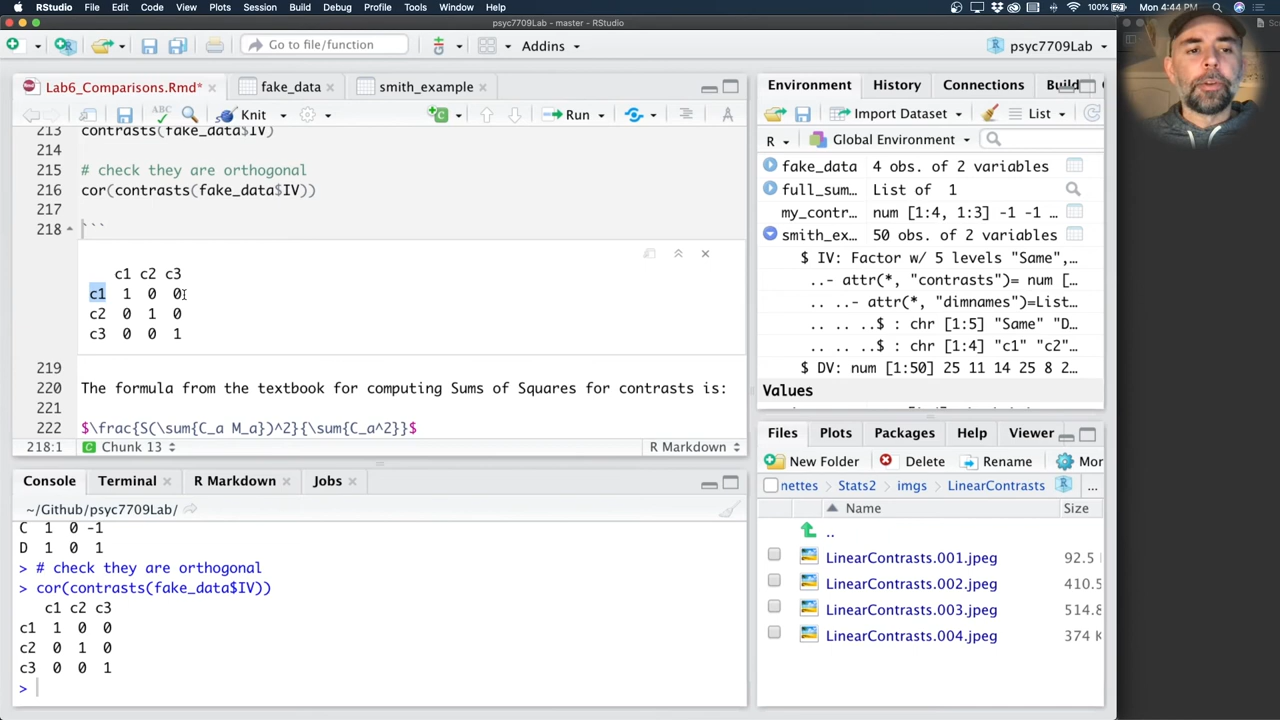 RStudio File Edit Code View Plots Session Build Debug Profile Tools Window Help 100% Mon 4:44 PM
psyc7709Lab - master - RStudio
Go to file/function Addins psyc7709Lab
Lab6_Comparisons.Rmd* fake_data smith_example
ABC Knit Run
213 contrasts(fake_data$IV)
214
215 # check they are orthogonal
216 cor(contrasts(fake_data$IV))
217
218 ```
c1 c2 c3
c1 1 0 0
c2 0 1 0
c3 0 0 1
219
220 The formula from the textbook for computing Sums of Squares for contrasts is:
221
222 $\frac{S(\sum{C_a M_a})^2}{\sum{C_a^2}}$
218:1 Chunk 13 R Markdown
Console Terminal R Markdown Jobs
~/Github/psyc7709Lab/
C 1 0 -1
D 1 0 1
> # check they are orthogonal
> cor(contrasts(fake_data$IV))
c1 c2 c3
c1 1 0 0
c2 0 1 0
c3 0 0 1
>
Environment History Connections Build
Import Dataset List
R Global Environment
fake_data 4 obs. of 2 variables
full_sum… List of 1
my_contr… num [1:4, 1:3] -1 -1 …
smith_ex… 50 obs. of 2 variables
$ IV: Factor w/ 5 levels "Same",…
..- attr(*, "contrasts")= num […
..- attr(*, "dimnames")=List…
.. .. ..$ : chr [1:5] "Same" "D…
.. .. ..$ : chr [1:4] "c1" "c2"…
$ DV: num [1:50] 25 11 14 25 8 2…
Values
Files Plots Packages Help Viewer
New Folder Delete Rename Mor
nettes Stats2 imgs LinearContrasts R ...
Name Size
..
LinearContrasts.001.jpeg 92.5
LinearContrasts.002.jpeg 410.5
LinearContrasts.003.jpeg 514.8
LinearContrasts.004.jpeg 374 K